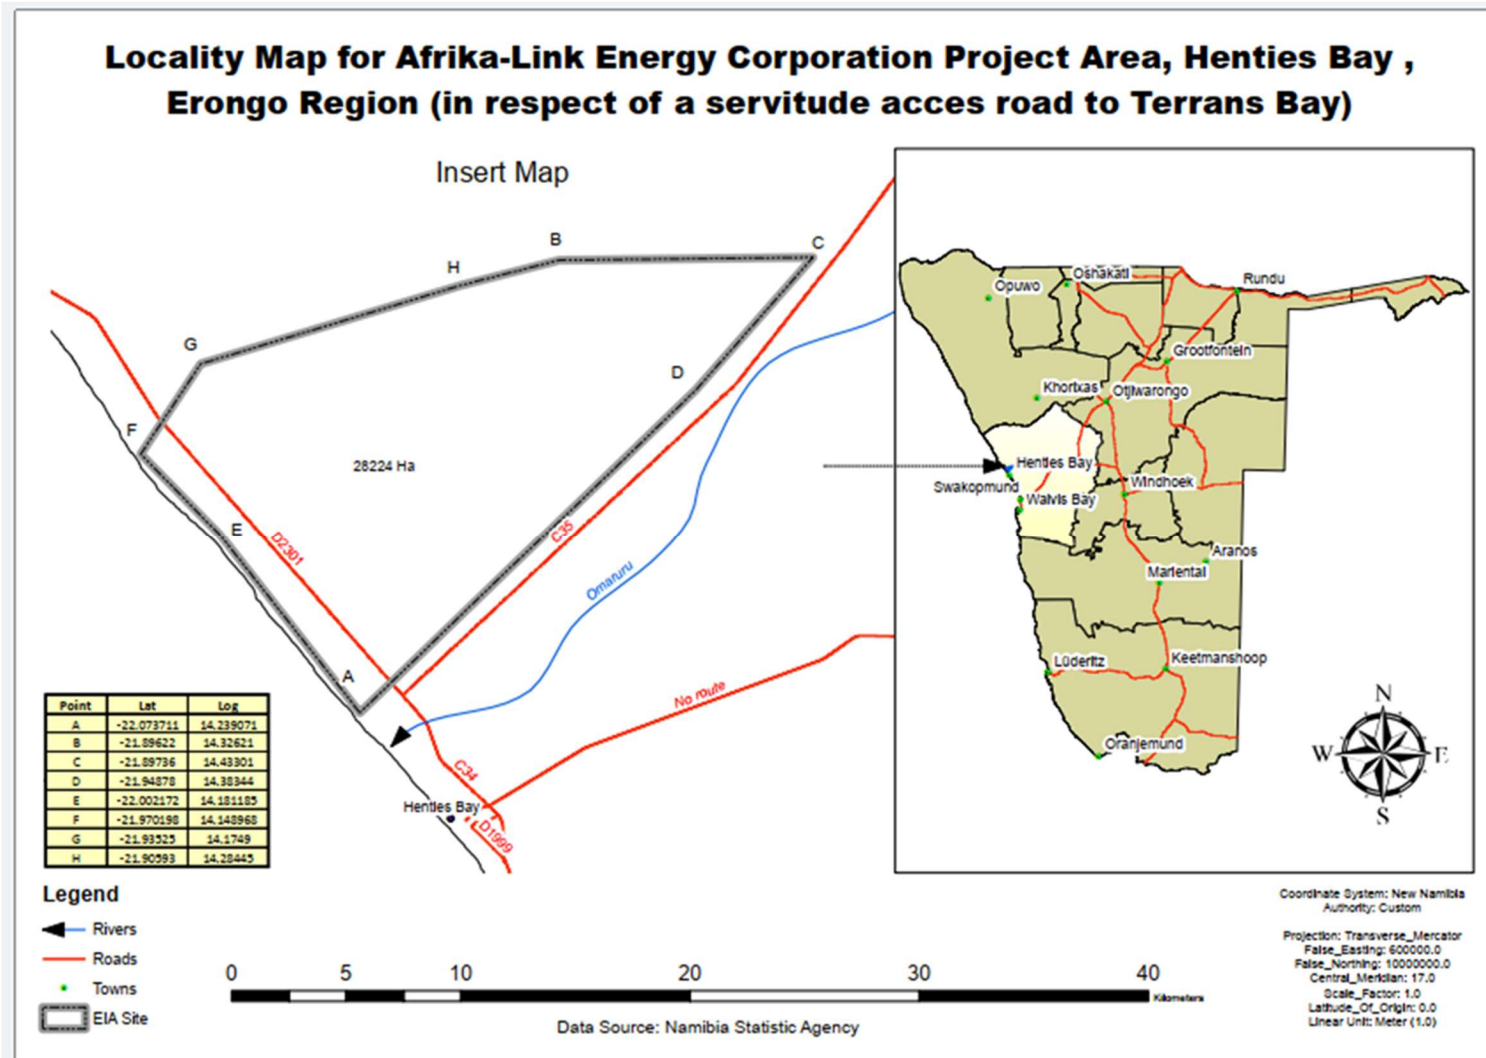 Locality Map for Afrika-Link Energy Corporation Project Area, Henties Bay ,
Erongo Region (in respect of a servitude acces road to Terrans Bay)
Insert Map
B
C
H
G
D
F
28224 Ha
E
D2301
C35
Omaruru
A
No route
C34
Henties Bay
D1999
Point Lat Log
A -22.073711 14.239071
B -21.89622 14.32621
C -21.89736 14.43301
D -21.94878 14.38344
E -22.002172 14.181185
F -21.970198 14.148968
G -21.93525 14.1749
H -21.90593 14.28445
Legend
Rivers
Roads
Towns
EIA Site
0 5 10 20 30 40
Kilometers
Data Source: Namibia Statistic Agency
Opuwo
Oshakati
Rundu
Grootfontein
Khorixas
Otjiwarongo
Henties Bay
Swakopmund
Windhoek
Walvis Bay
Aranos
Mariental
Lüderitz
Keetmanshoop
Oranjemund
N
W
E
S
Coordinate System: New Namibia
Authority: Custom
Projection: Transverse_Mercator
False_Easting: 600000.0
False_Northing: 10000000.0
Central_Meridian: 17.0
Scale_Factor: 1.0
Latitude_Of_Origin: 0.0
Linear Unit: Meter (1.0)